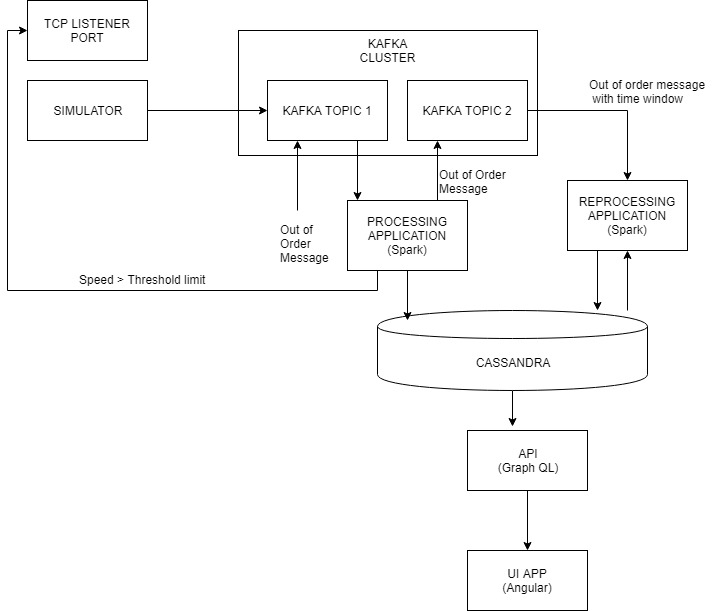 TCP LISTENER
PORT
KAFKA
CLUSTER
SIMULATOR
KAFKA TOPIC 1
KAFKA TOPIC 2
Out of order message
with time window
Out of Order
Message
Out of
Order
Message
PROCESSING
APPLICATION
(Spark)
REPROCESSING
APPLICATION
(Spark)
Speed > Threshold limit
CASSANDRA
API
(Graph QL)
UI APP
(Angular)